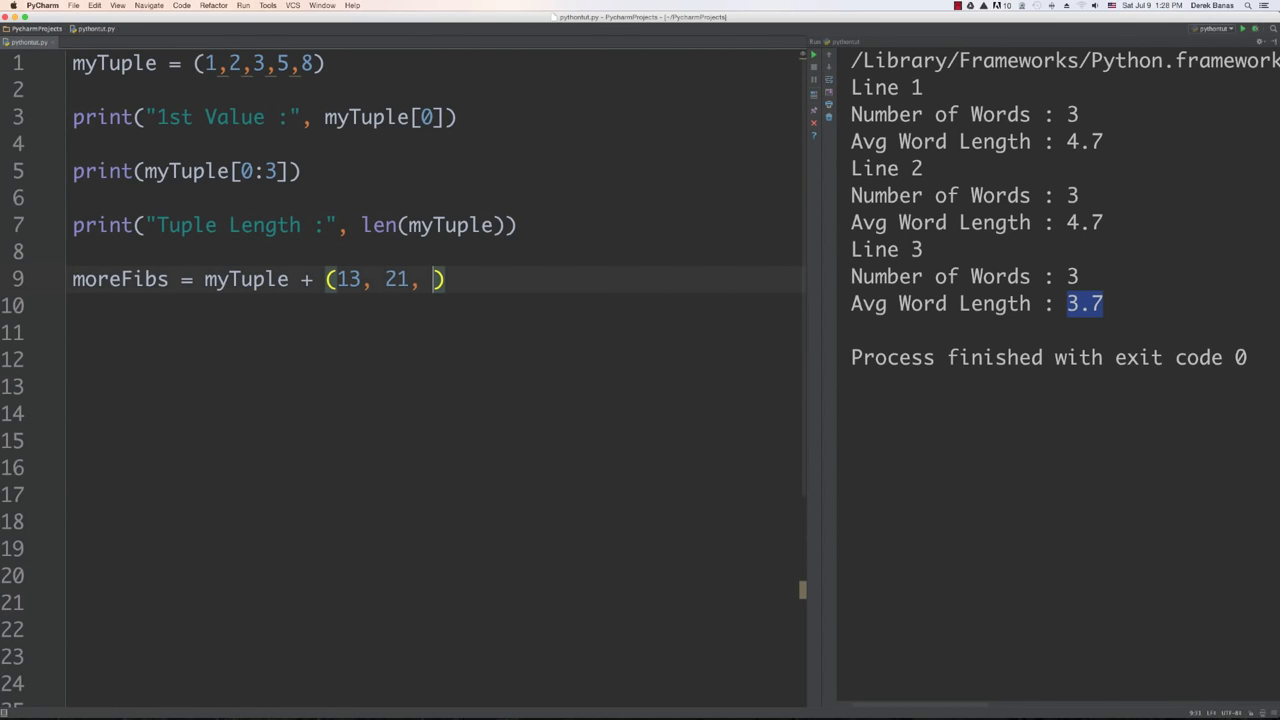 PyCharm File Edit View Navigate Code Refactor Run Tools VCS Window Help
10 Sat Jul 9 1:28 PM Derek Banas
pythontut.py - PycharmProjects - [~/PycharmProjects]
PycharmProjects pythontut.py
pythontut
pythontut.py
Run pythontut
1 myTuple = (1,2,3,5,8)
2
3 print("1st Value :", myTuple[0])
4
5 print(myTuple[0:3])
6
7 print("Tuple Length :", len(myTuple))
8
9 moreFibs = myTuple + (13, 21, )
10
11
12
13
14
15
16
17
18
19
20
21
22
23
24
/Library/Frameworks/Python.framework
Line 1
Number of Words : 3
Avg Word Length : 4.7
Line 2
Number of Words : 3
Avg Word Length : 4.7
Line 3
Number of Words : 3
Avg Word Length : 3.7
Process finished with exit code 0
9:31 LF UTF-8